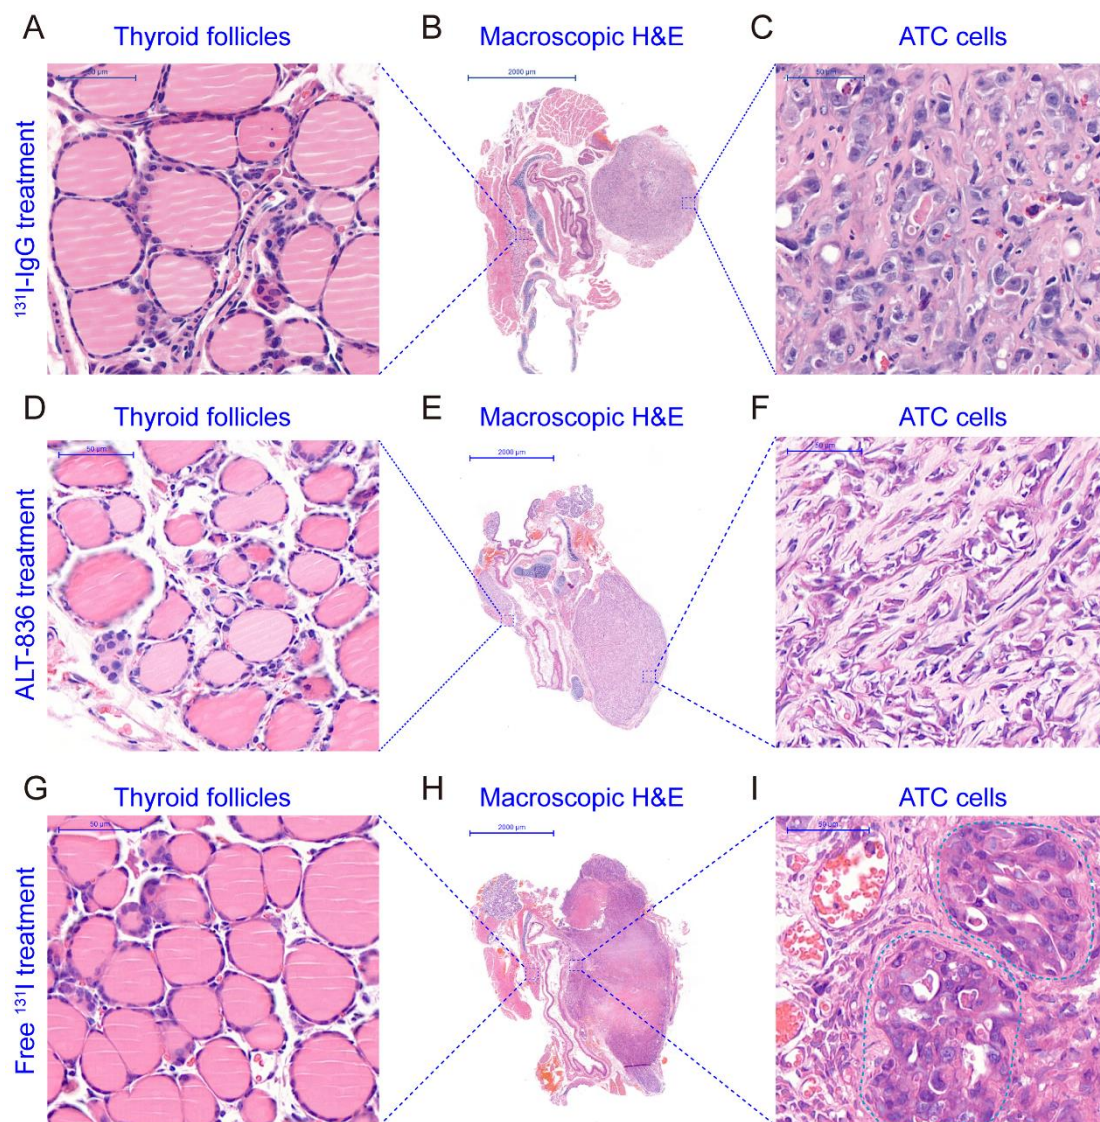 A Thyroid follicles B Macroscopic H&E C ATC cells
50 µm 2000 µm 50 µm
¹³¹I-IgG treatment
D Thyroid follicles E Macroscopic H&E F ATC cells
50 µm 2000 µm 50 µm
ALT-836 treatment
G Thyroid follicles H Macroscopic H&E I ATC cells
50 µm 2000 µm 50 µm
Free ¹³¹I treatment